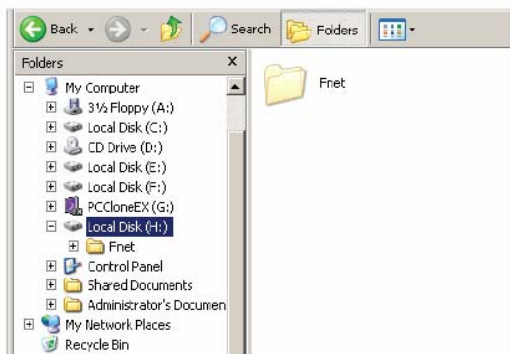 Back Search Folders
Folders X
My Computer
3½ Floppy (A:)
Local Disk (C:)
CD Drive (D:)
Local Disk (E:)
Local Disk (F:)
PCCloneEX (G:)
Local Disk (H:)
Fnet
Control Panel
Shared Documents
Administrator's Documen
My Network Places
Recycle Bin
Fnet